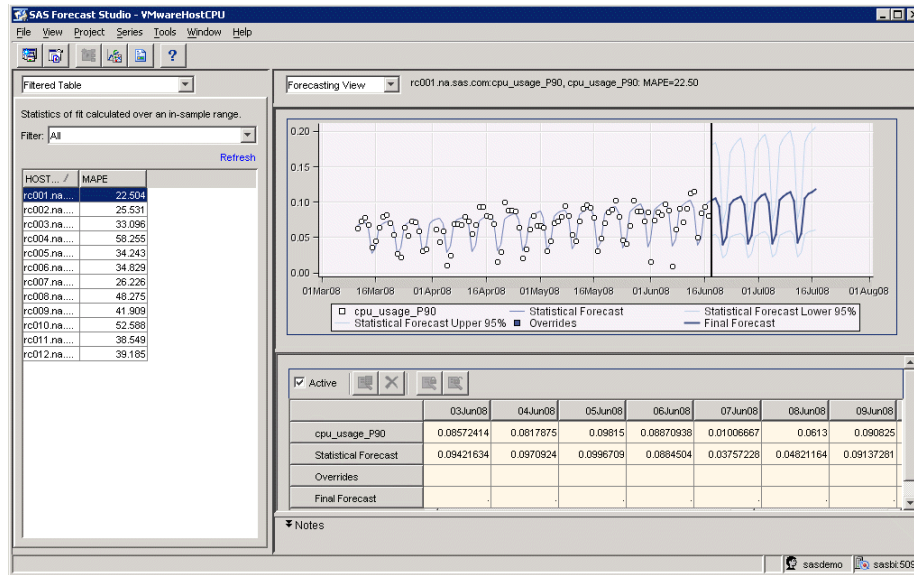 SAS Forecast Studio - VMwareHostCPU
File View Project Series Tools Window Help
Filtered Table
Statistics of fit calculated over an in-sample range.
Filter: All
Refresh
HOST... / MAPE
rc001.na.... 22.504
rc002.na.... 25.531
rc003.na.... 33.096
rc004.na.... 58.255
rc005.na.... 34.243
rc006.na.... 34.829
rc007.na.... 26.226
rc008.na.... 48.275
rc009.na.... 41.909
rc010.na.... 52.588
rc011.na.... 38.549
rc012.na.... 39.185
Forecasting View rc001.na.sas.com:cpu_usage_P90, cpu_usage_P90: MAPE=22.50
0.20
0.15
0.10
0.05
0.00
01Mar08 16Mar08 01Apr08 16Apr08 01May08 16May08 01Jun08 16Jun08 01Jul08 16Jul08 01Aug08
cpu_usage_P90 Statistical Forecast Statistical Forecast Lower 95%
Statistical Forecast Upper 95% Overrides Final Forecast
Active
03Jun08 04Jun08 05Jun08 06Jun08 07Jun08 08Jun08 09Jun08
cpu_usage_P90 0.08572414 0.0817875 0.09815 0.08870938 0.01006667 0.0613 0.090825
Statistical Forecast 0.09421634 0.0970924 0.0996709 0.0884504 0.03757228 0.04821164 0.09137281
Overrides
Final Forecast . . . . . . .
Notes
sasdemo sasbi:509